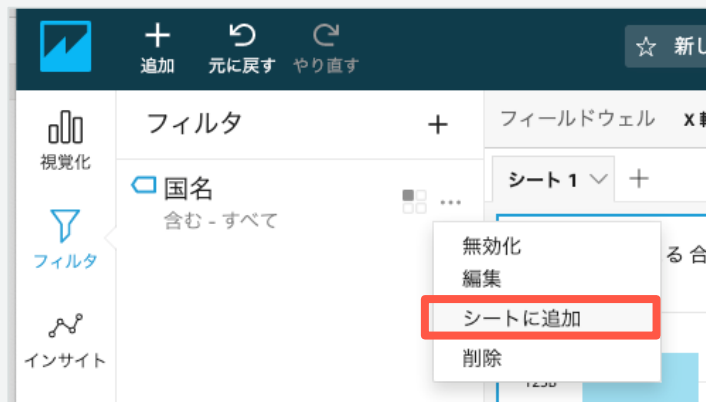 追加
元に戻す
やり直す
☆ 新し
視覚化
フィルタ
インサイト
フィルタ +
国名
含む - すべて
フィールドウェル
X 軸
シート 1
+
無効化
編集
シートに追加
削除
る 合
125B